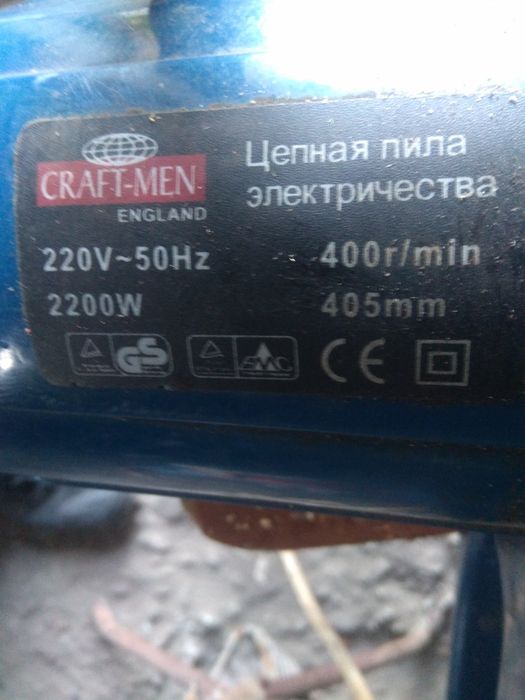 CRAFT-MEN
ENGLAND
Цепная пила
электричества
220V~50Hz 400r/min
2200W 405mm
GS EMC CE